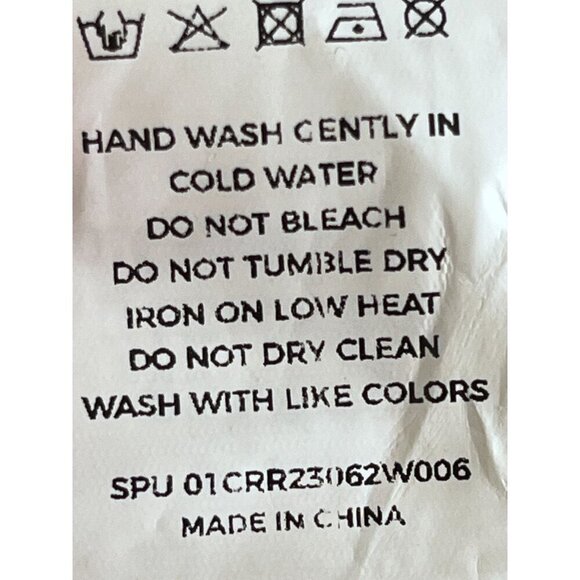 HAND WASH GENTLY IN
COLD WATER
DO NOT BLEACH
DO NOT TUMBLE DRY
IRON ON LOW HEAT
DO NOT DRY CLEAN
WASH WITH LIKE COLORS
SPU 01CRR23062W006
MADE IN CHINA